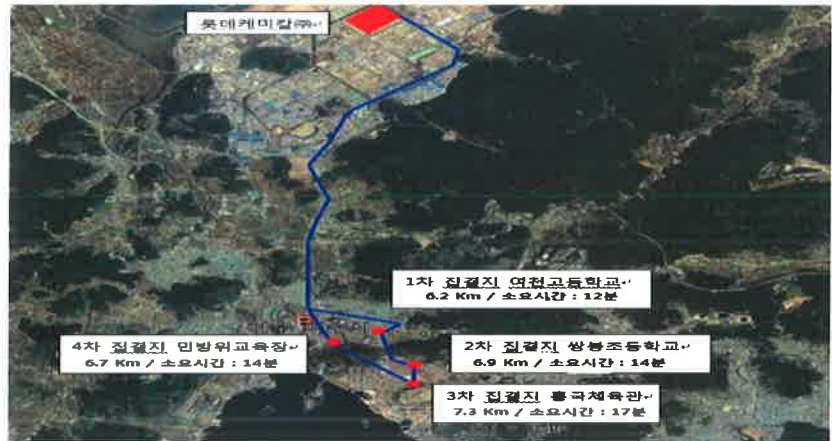 롯데케미칼㈜
1차 집결지 여천고등학교
6.2 Km / 소요시간 : 12분
4차 집결지 민방위교육장
6.7 Km / 소요시간 : 14분
2차 집결지 쌍봉초등학교
6.9 Km / 소요시간 : 14분
3차 집결지 흥국체육관
7.3 Km / 소요시간 : 17분